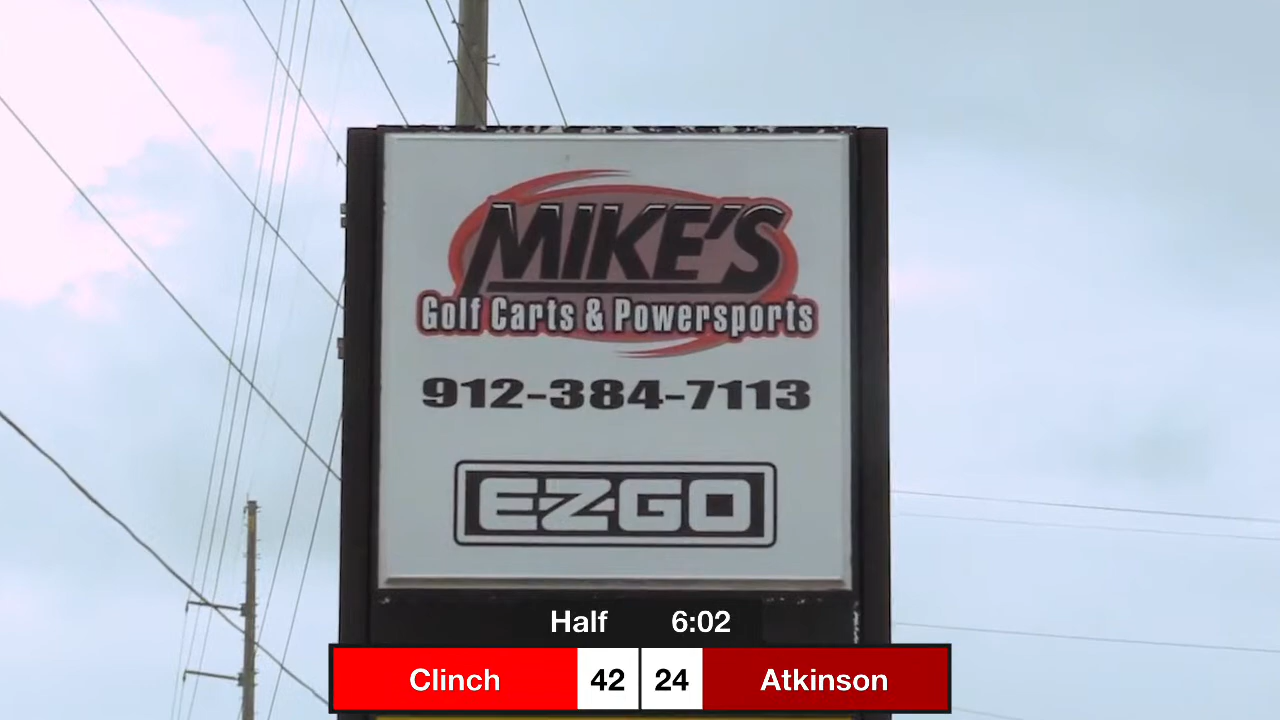 MIKE'S
Golf Carts & Powersports
912-384-7113
EZGO
Half 6:02
Clinch 42 24 Atkinson